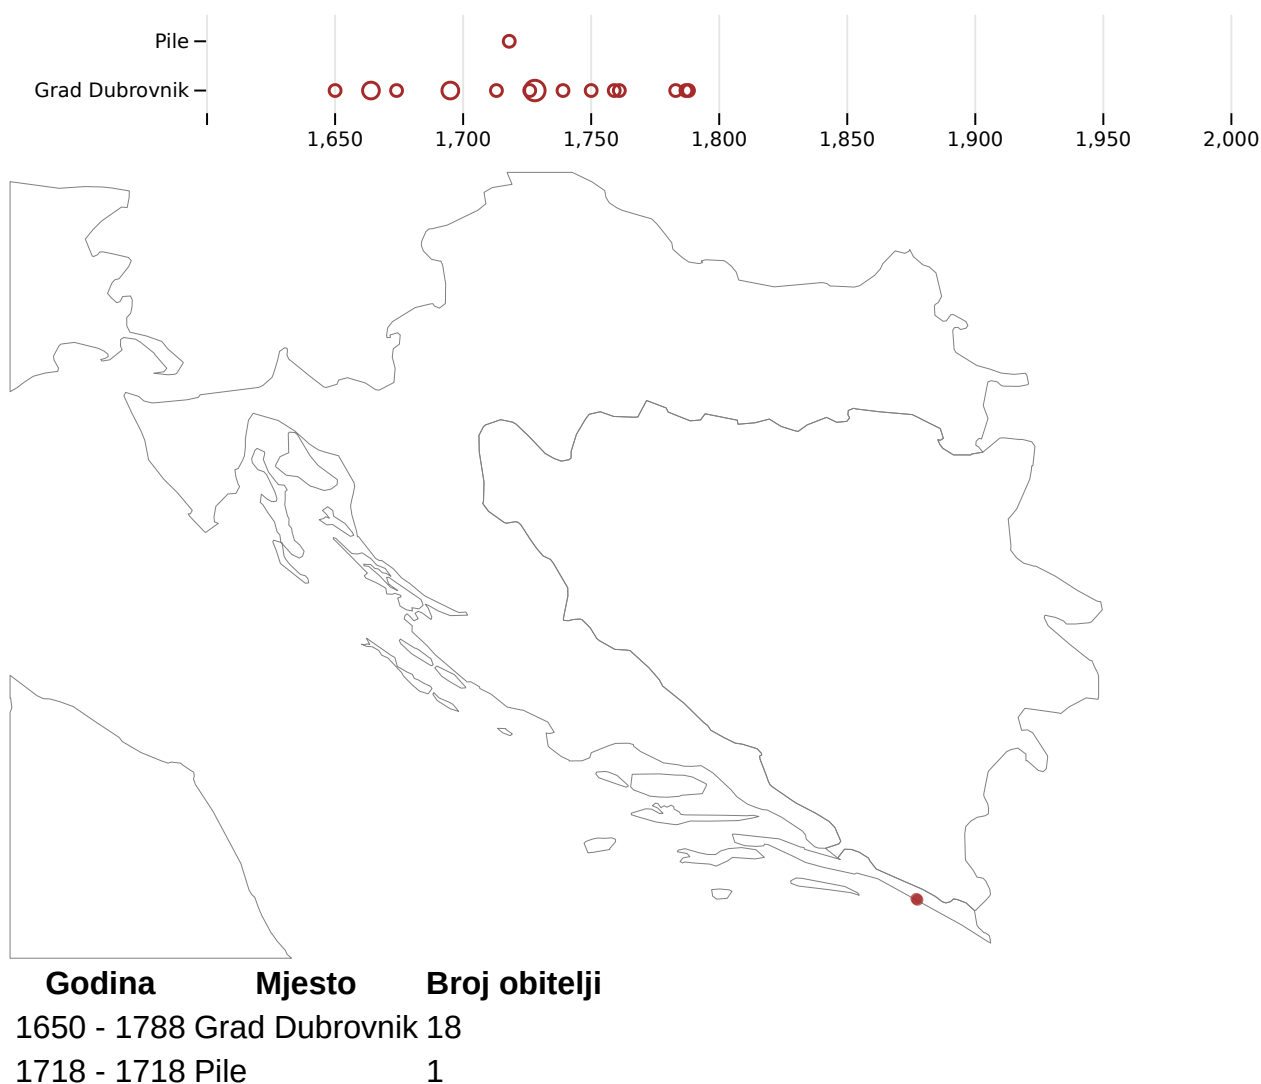 Pile
Grad Dubrovnik
1,650 1,700 1,750 1,800 1,850 1,900 1,950 2,000
Godina Mjesto Broj obitelji
1650 - 1788 Grad Dubrovnik 18
1718 - 1718 Pile 1